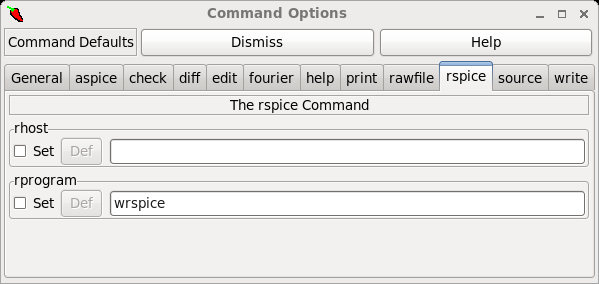 Command Options
Command Defaults Dismiss Help
General aspice check diff edit fourier help print rawfile rspice source write
The rspice Command
rhost
Set Def
rprogram
Set Def wrspice